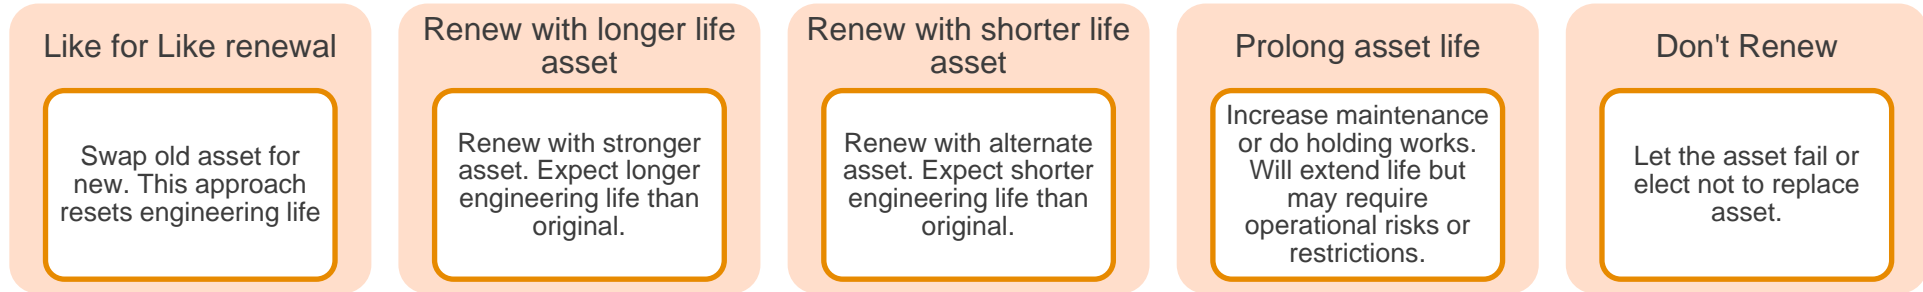 Like for Like renewal
Swap old asset for
new. This approach
resets engineering life
Renew with longer life
asset
Renew with stronger
asset. Expect longer
engineering life than
original.
Renew with shorter life
asset
Renew with alternate
asset. Expect shorter
engineering life than
original.
Prolong asset life
Increase maintenance
or do holding works.
Will extend life but
may require
operational risks or
restrictions.
Don't Renew
Let the asset fail or
elect not to replace
asset.